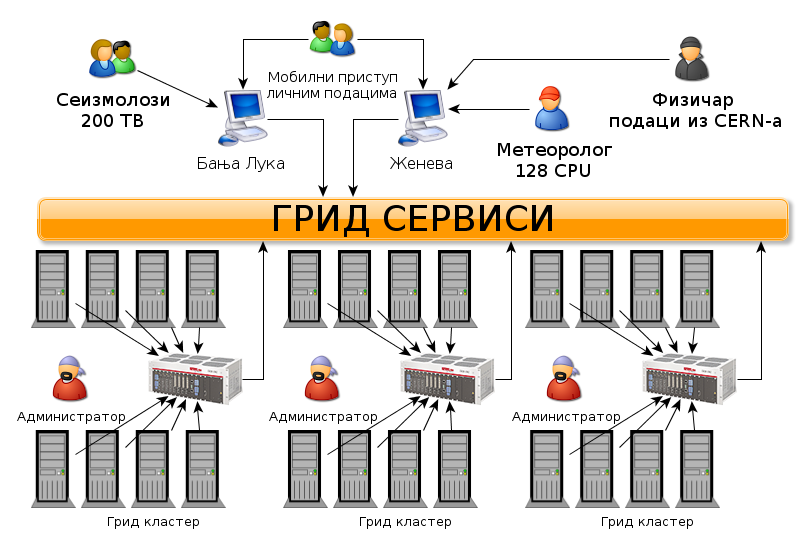 Мобилни приступ
личним подацима
Сеизмолози
200 TB
Физичар
подаци из CERN-а
Метеоролог
128 CPU
Бања Лука
Женева
ГРИД СЕРВИСИ
Администратор
Администратор
Администратор
Грид кластер
Грид кластер
Грид кластер